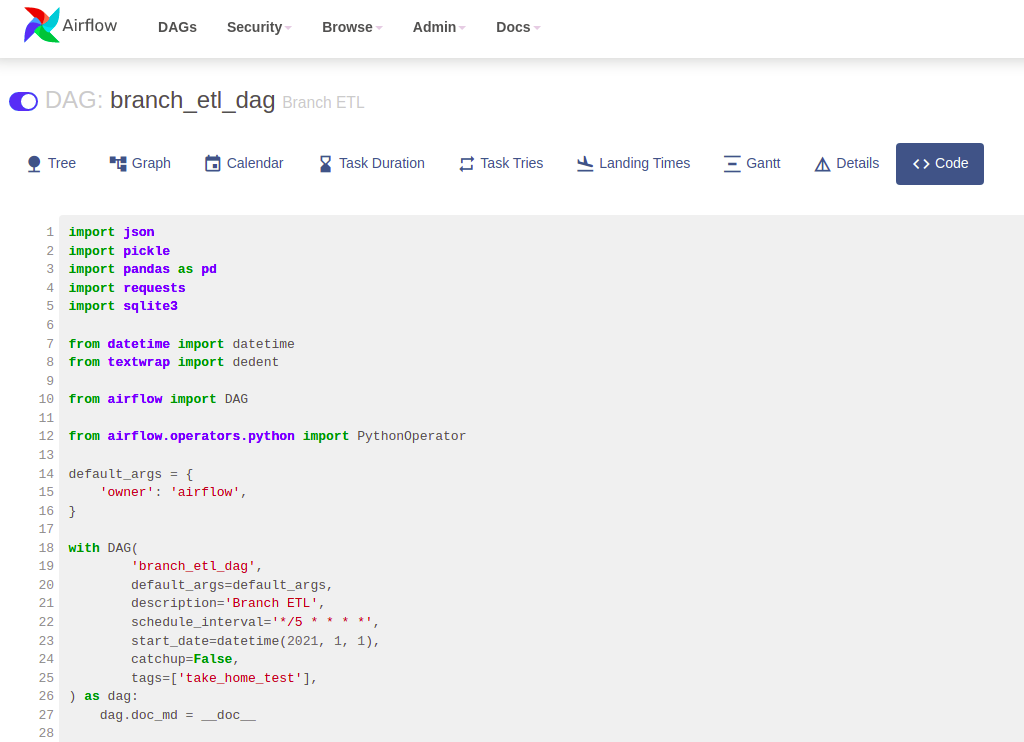 Airflow DAGs Security Browse Admin Docs
DAG: branch_etl_dag Branch ETL
Tree Graph Calendar Task Duration Task Tries Landing Times Gantt Details Code
1 import json
2 import pickle
3 import pandas as pd
4 import requests
5 import sqlite3
6
7 from datetime import datetime
8 from textwrap import dedent
9
10 from airflow import DAG
11
12 from airflow.operators.python import PythonOperator
13
14 default_args = {
15     'owner': 'airflow',
16 }
17
18 with DAG(
19         'branch_etl_dag',
20         default_args=default_args,
21         description='Branch ETL',
22         schedule_interval='*/5 * * * *',
23         start_date=datetime(2021, 1, 1),
24         catchup=False,
25         tags=['take_home_test'],
26 ) as dag:
27     dag.doc_md = __doc__
28